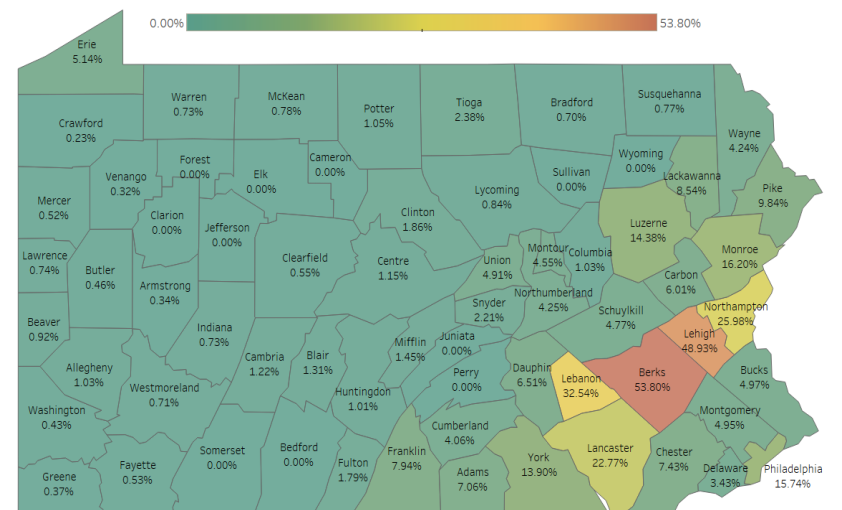 0.00%
53.80%
Erie
5.14%
Warren
0.73%
McKean
0.78%
Potter
1.05%
Tioga
2.38%
Bradford
0.70%
Susquehanna
0.77%
Crawford
0.23%
Wayne
4.24%
Venango
0.32%
Forest
0.00%
Elk
0.00%
Cameron
0.00%
Sullivan
0.00%
Wyoming
0.00%
Lackawanna
8.54%
Pike
9.84%
Mercer
0.52%
Clarion
0.00%
Jefferson
0.00%
Clinton
1.86%
Lycoming
0.84%
Luzerne
14.38%
Monroe
16.20%
Lawrence
0.74%
Butler
0.46%
Armstrong
0.34%
Clearfield
0.55%
Centre
1.15%
Union
4.91%
Montour
4.55%
Columbia
1.03%
Carbon
6.01%
Beaver
0.92%
Indiana
0.73%
Snyder
2.21%
Northumberland
4.25%
Schuylkill
4.77%
Northampton
25.98%
Lehigh
48.93%
Allegheny
1.03%
Westmoreland
0.71%
Cambria
1.22%
Blair
1.31%
Huntingdon
1.01%
Mifflin
1.45%
Juniata
0.00%
Perry
0.00%
Dauphin
6.51%
Lebanon
32.54%
Berks
53.80%
Bucks
4.97%
Washington
0.43%
Montgomery
4.95%
Greene
0.37%
Fayette
0.53%
Somerset
0.00%
Bedford
0.00%
Fulton
1.79%
Franklin
7.94%
Cumberland
4.06%
Adams
7.06%
York
13.90%
Lancaster
22.77%
Chester
7.43%
Delaware
3.43%
Philadelphia
15.74%